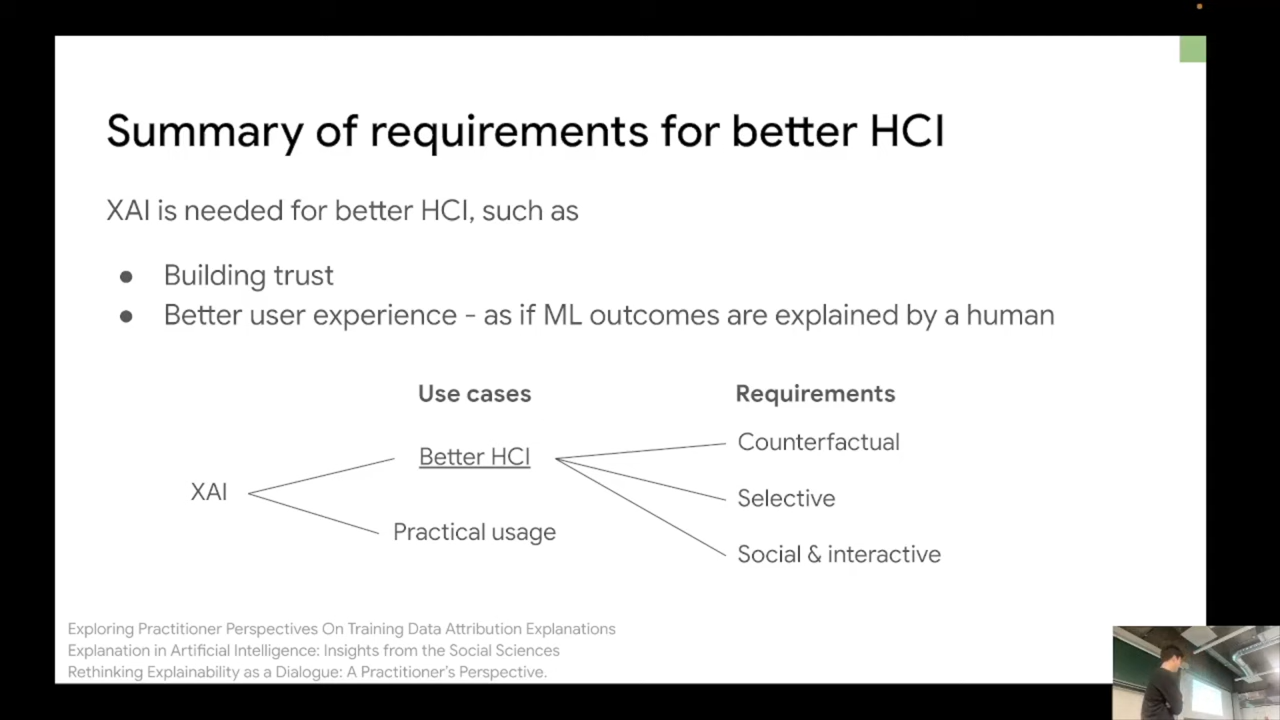 Summary of requirements for better HCI
XAI is needed for better HCI, such as
● Building trust
● Better user experience - as if ML outcomes are explained by a human
Use cases
Requirements
XAI
Better HCI
Practical usage
Counterfactual
Selective
Social & interactive
Exploring Practitioner Perspectives On Training Data Attribution Explanations
Explanation in Artificial Intelligence: Insights from the Social Sciences
Rethinking Explainability as a Dialogue: A Practitioner's Perspective.